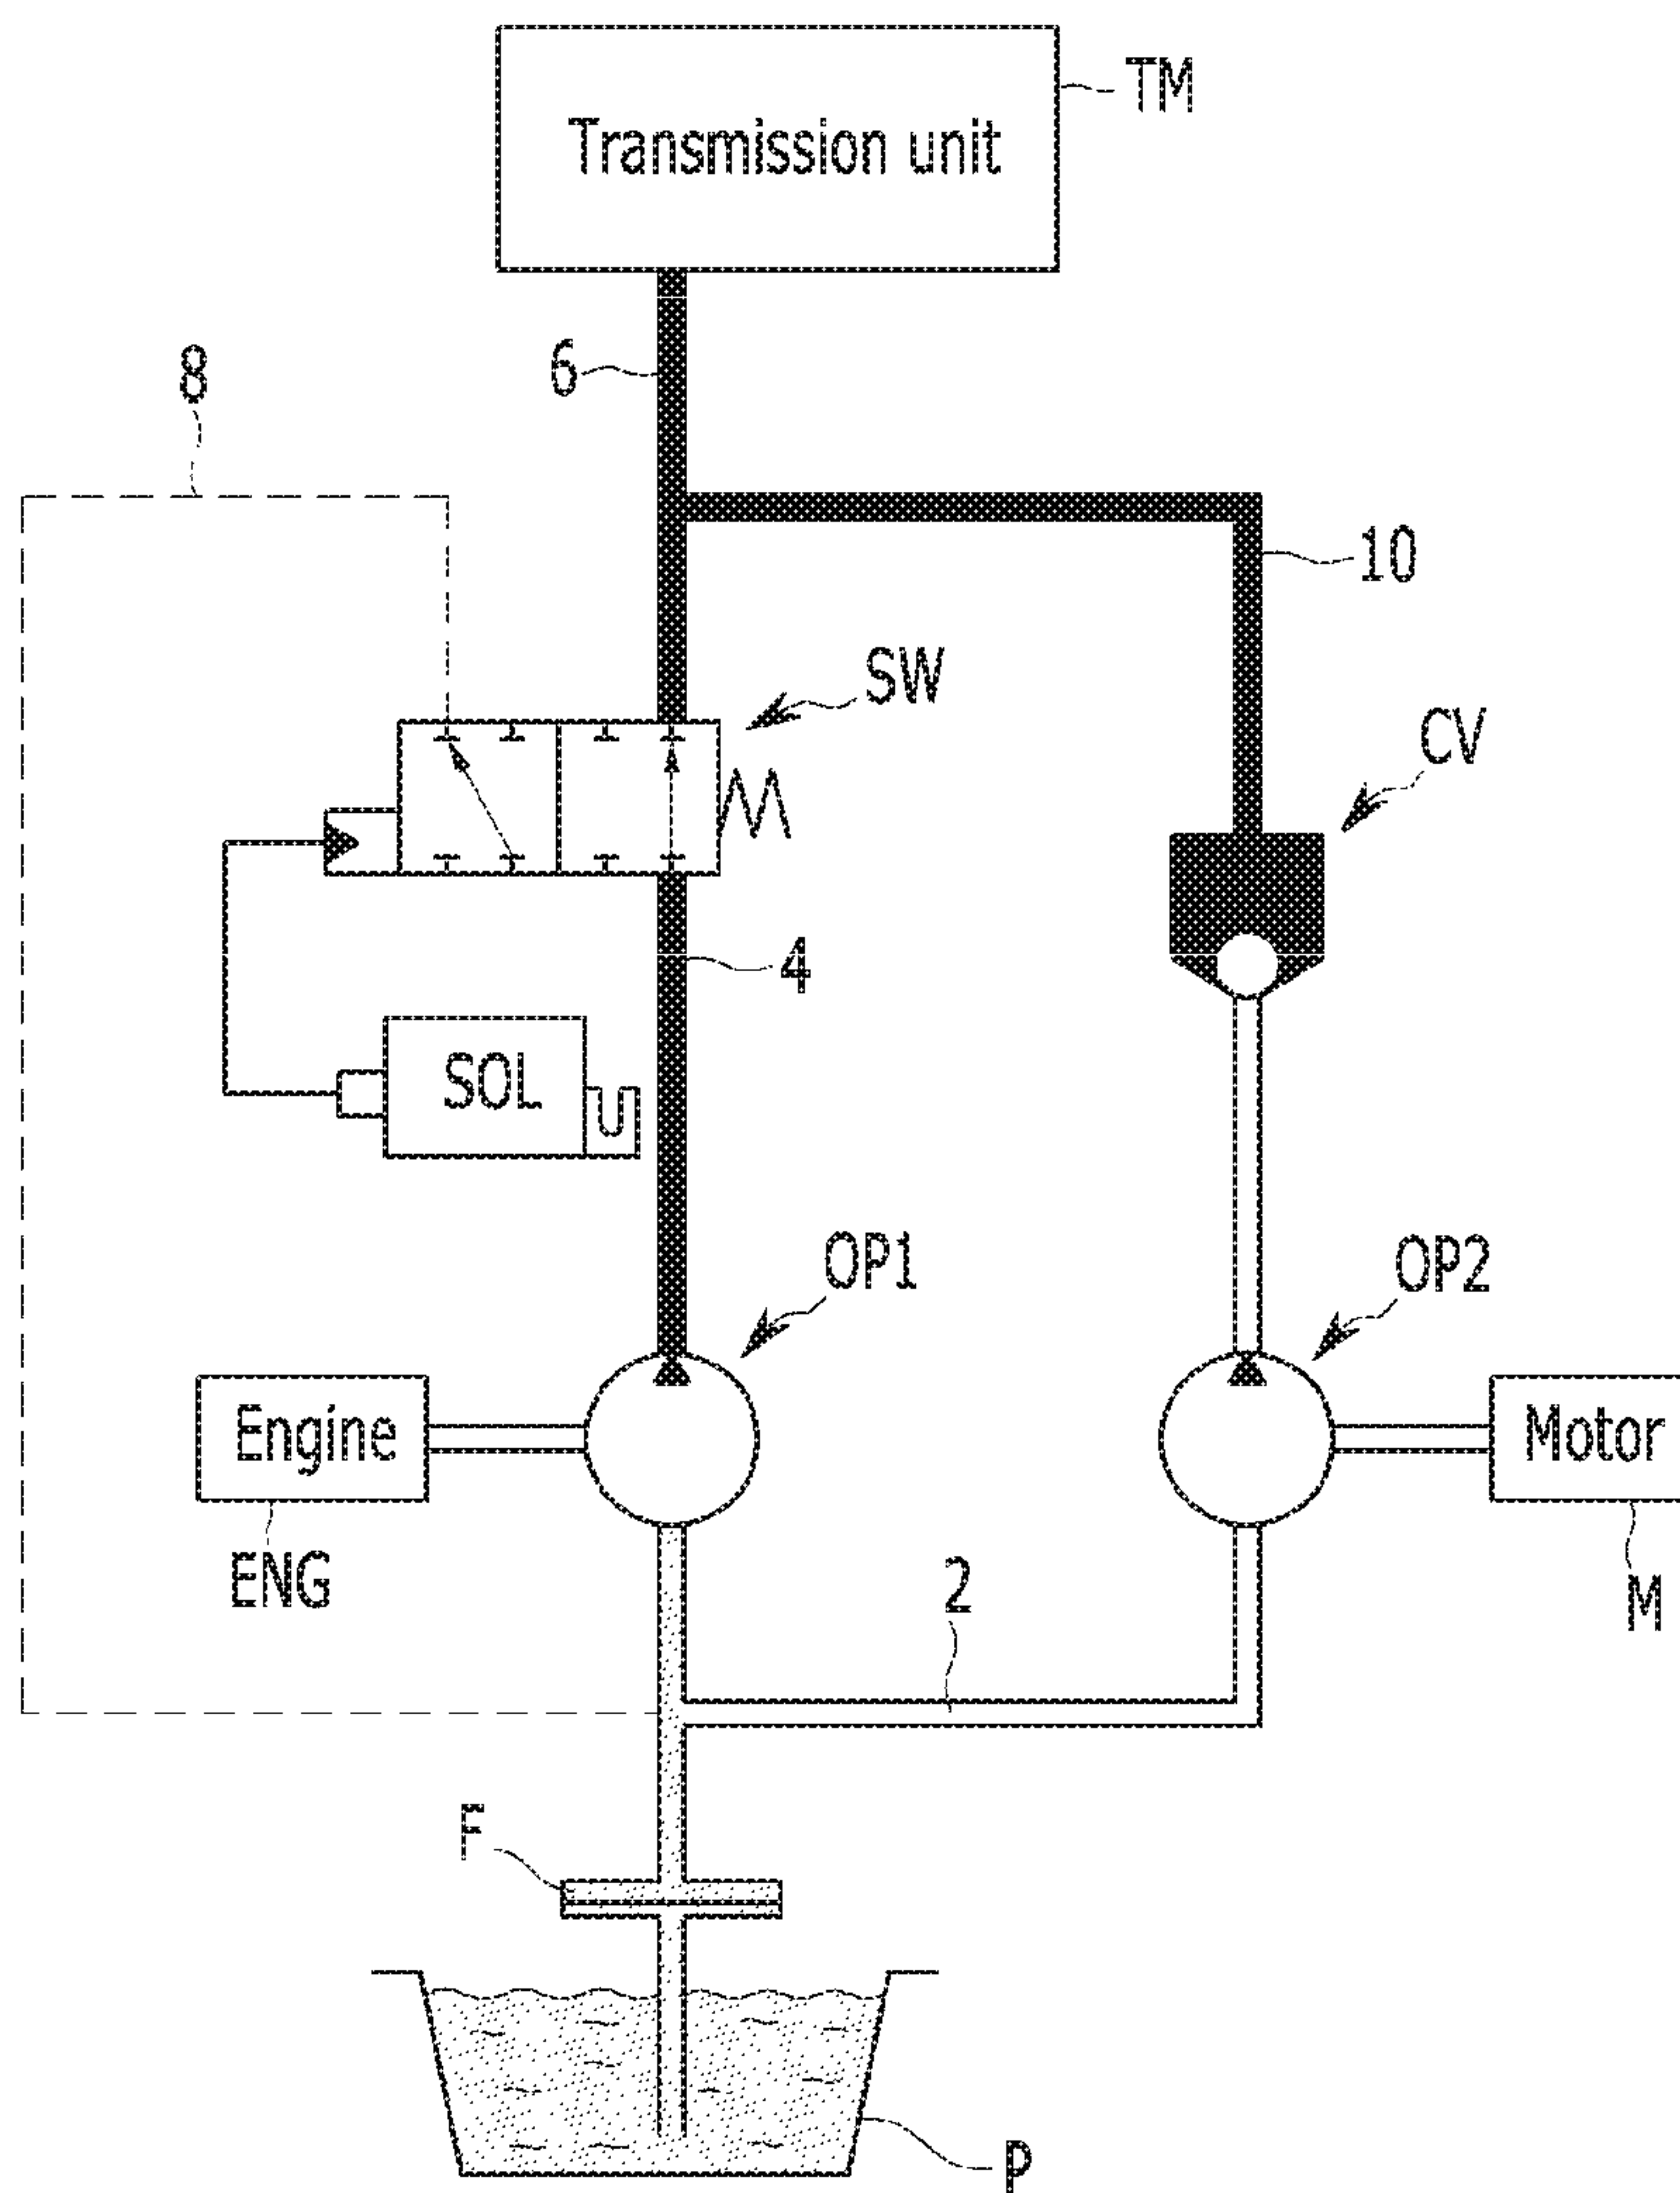 TM
Transmission unit
6
8
10
SW
CV
4
SOL
OP1
OP2
Engine
Motor
ENG
2
M
F
P